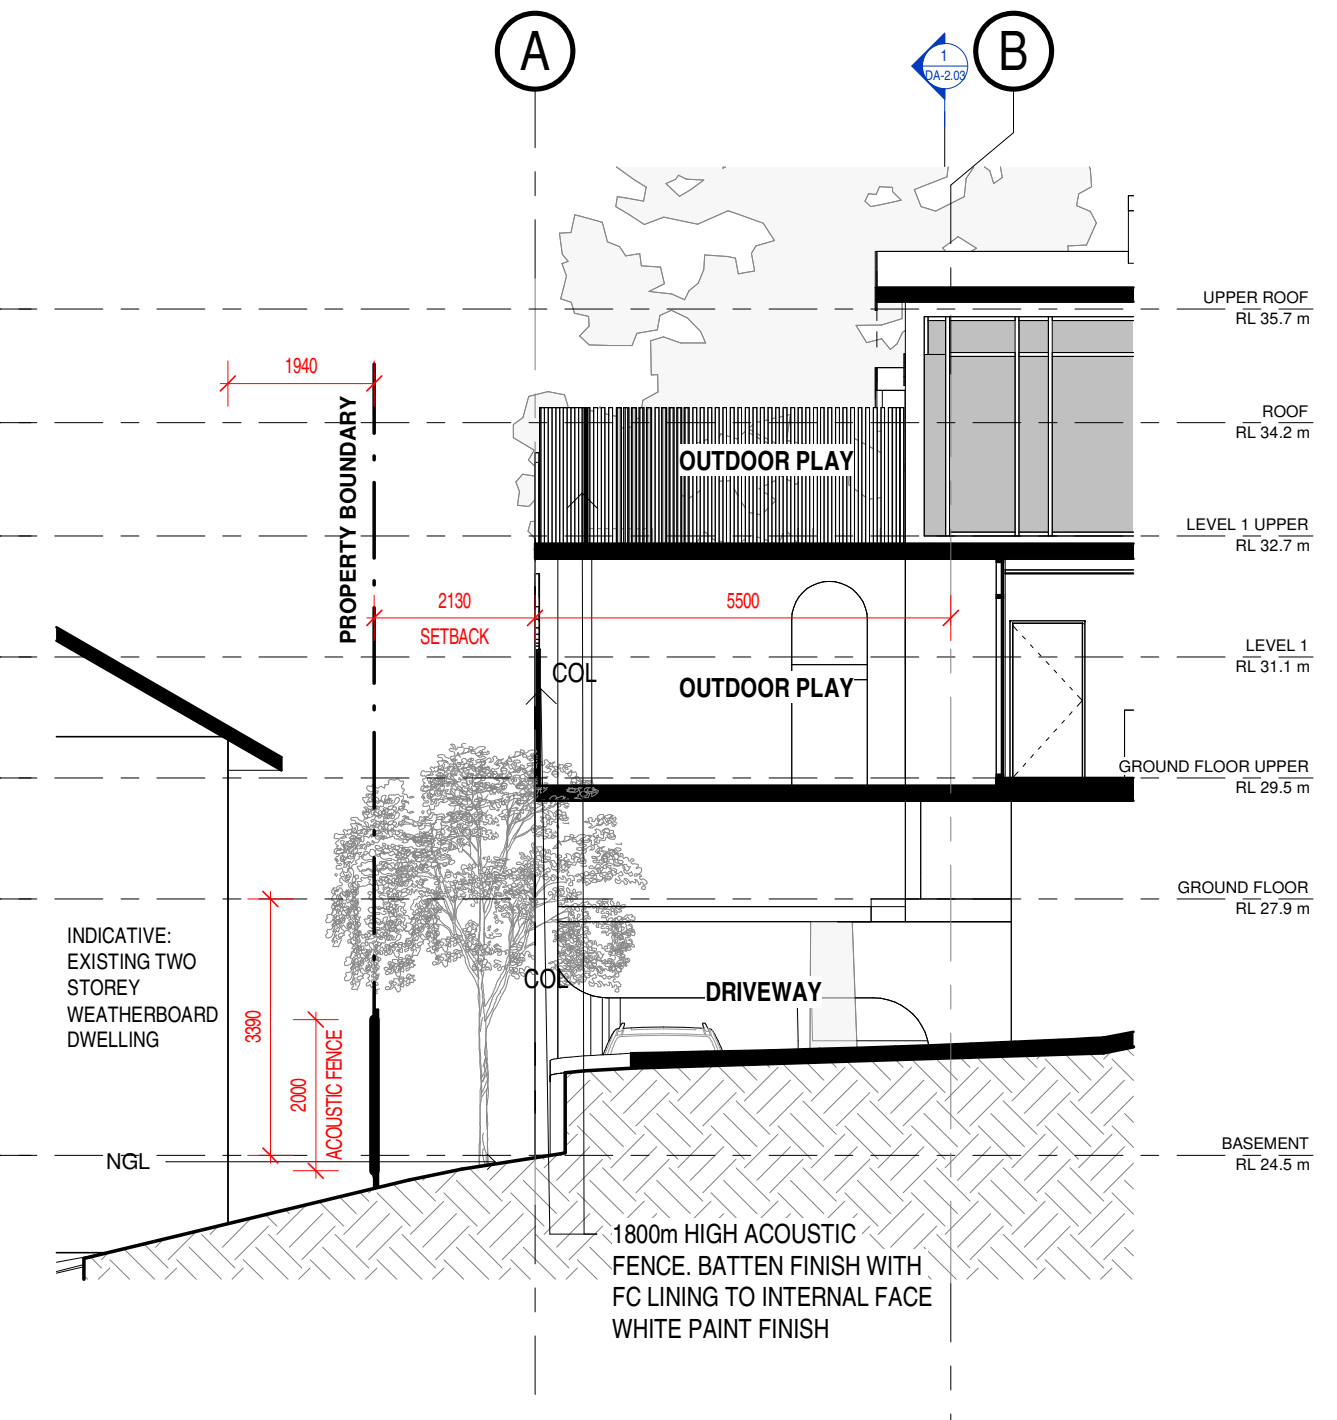 A
B
1
DA-2.03
UPPER ROOF
RL 35.7 m
1940
ROOF
RL 34.2 m
PROPERTY BOUNDARY
OUTDOOR PLAY
LEVEL 1 UPPER
RL 32.7 m
2130
5500
SETBACK
LEVEL 1
RL 31.1 m
COL
OUTDOOR PLAY
GROUND FLOOR UPPER
RL 29.5 m
GROUND FLOOR
RL 27.9 m
INDICATIVE:
EXISTING TWO
STOREY
WEATHERBOARD
DWELLING
COL
DRIVEWAY
3390
2000
ACOUSTIC FENCE
NGL
BASEMENT
RL 24.5 m
1800m HIGH ACOUSTIC
FENCE. BATTEN FINISH WITH
FC LINING TO INTERNAL FACE
WHITE PAINT FINISH